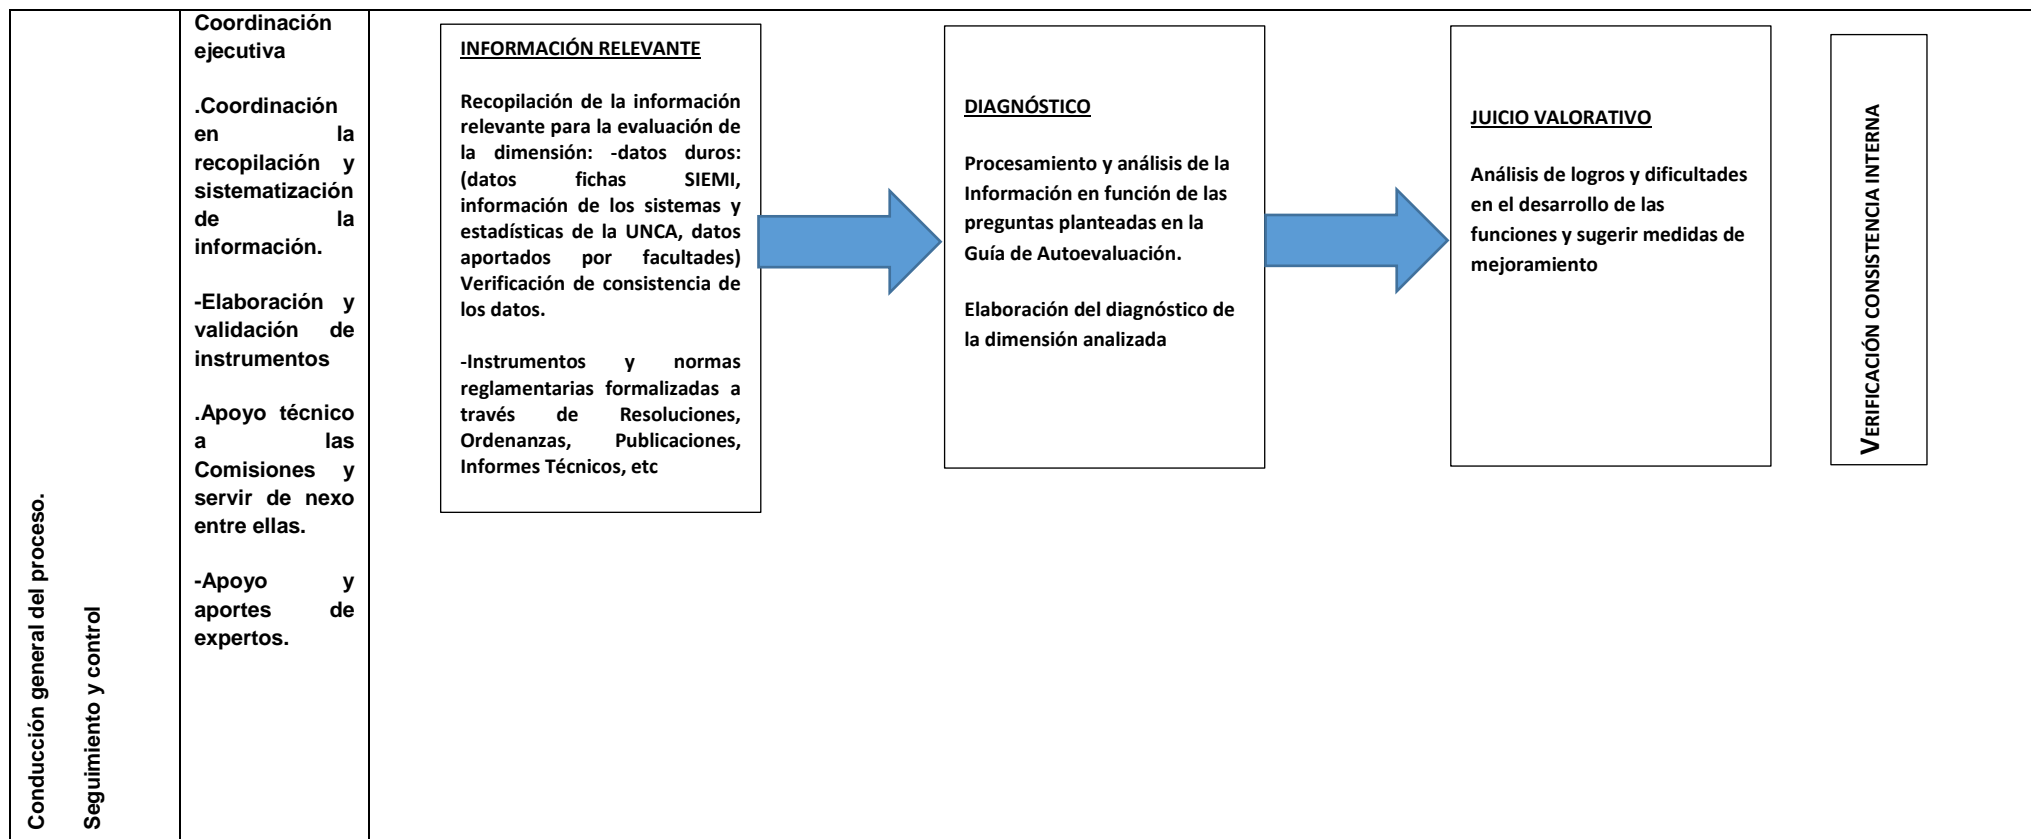 Conducción general del proceso.
Seguimiento y control
Coordinación
ejecutiva
.Coordinación
en la
recopilación y
sistematización
de la
información.
-Elaboración y
validación de
instrumentos
.Apoyo técnico
a las
Comisiones y
servir de nexo
entre ellas.
-Apoyo y
aportes de
expertos.
INFORMACIÓN RELEVANTE
Recopilación de la información
relevante para la evaluación de
la dimensión: -datos duros:
(datos fichas SIEMI,
información de los sistemas y
estadísticas de la UNCA, datos
aportados por facultades)
Verificación de consistencia de
los datos.
-Instrumentos y normas
reglamentarias formalizadas a
través de Resoluciones,
Ordenanzas, Publicaciones,
Informes Técnicos, etc
DIAGNÓSTICO
Procesamiento y análisis de la
Información en función de las
preguntas planteadas en la
Guía de Autoevaluación.
Elaboración del diagnóstico de
la dimensión analizada
JUICIO VALORATIVO
Análisis de logros y dificultades
en el desarrollo de las
funciones y sugerir medidas de
mejoramiento
VERIFICACIÓN CONSISTENCIA INTERNA